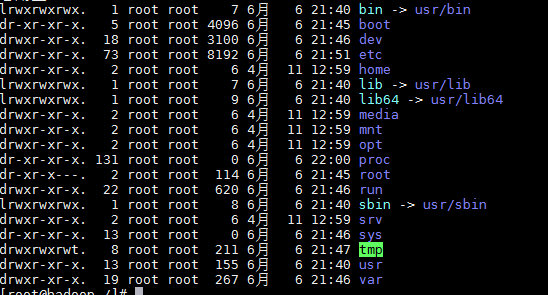 lrwxrwxrwx.   1 root root    7 6月   6 21:40 bin -> usr/bin
dr-xr-xr-x.   5 root root 4096 6月   6 21:45 boot
drwxr-xr-x.  18 root root 3100 6月   6 21:46 dev
drwxr-xr-x.  73 root root 8192 6月   6 21:51 etc
drwxr-xr-x.   2 root root    6 4月  11 12:59 home
lrwxrwxrwx.   1 root root    7 6月   6 21:40 lib -> usr/lib
lrwxrwxrwx.   1 root root    9 6月   6 21:40 lib64 -> usr/lib64
drwxr-xr-x.   2 root root    6 4月  11 12:59 media
drwxr-xr-x.   2 root root    6 4月  11 12:59 mnt
drwxr-xr-x.   2 root root    6 4月  11 12:59 opt
dr-xr-xr-x. 131 root root    0 6月   6 22:00 proc
dr-xr-x---.   2 root root  114 6月   6 21:45 root
drwxr-xr-x.  22 root root  620 6月   6 21:46 run
lrwxrwxrwx.   1 root root    8 6月   6 21:40 sbin -> usr/sbin
drwxr-xr-x.   2 root root    6 4月  11 12:59 srv
dr-xr-xr-x.  13 root root    0 6月   6 21:46 sys
drwxrwxrwt.   8 root root  211 6月   6 21:47 tmp
drwxr-xr-x.  13 root root  155 6月   6 21:40 usr
drwxr-xr-x.  19 root root  267 6月   6 21:46 var
[root@badoop /]#